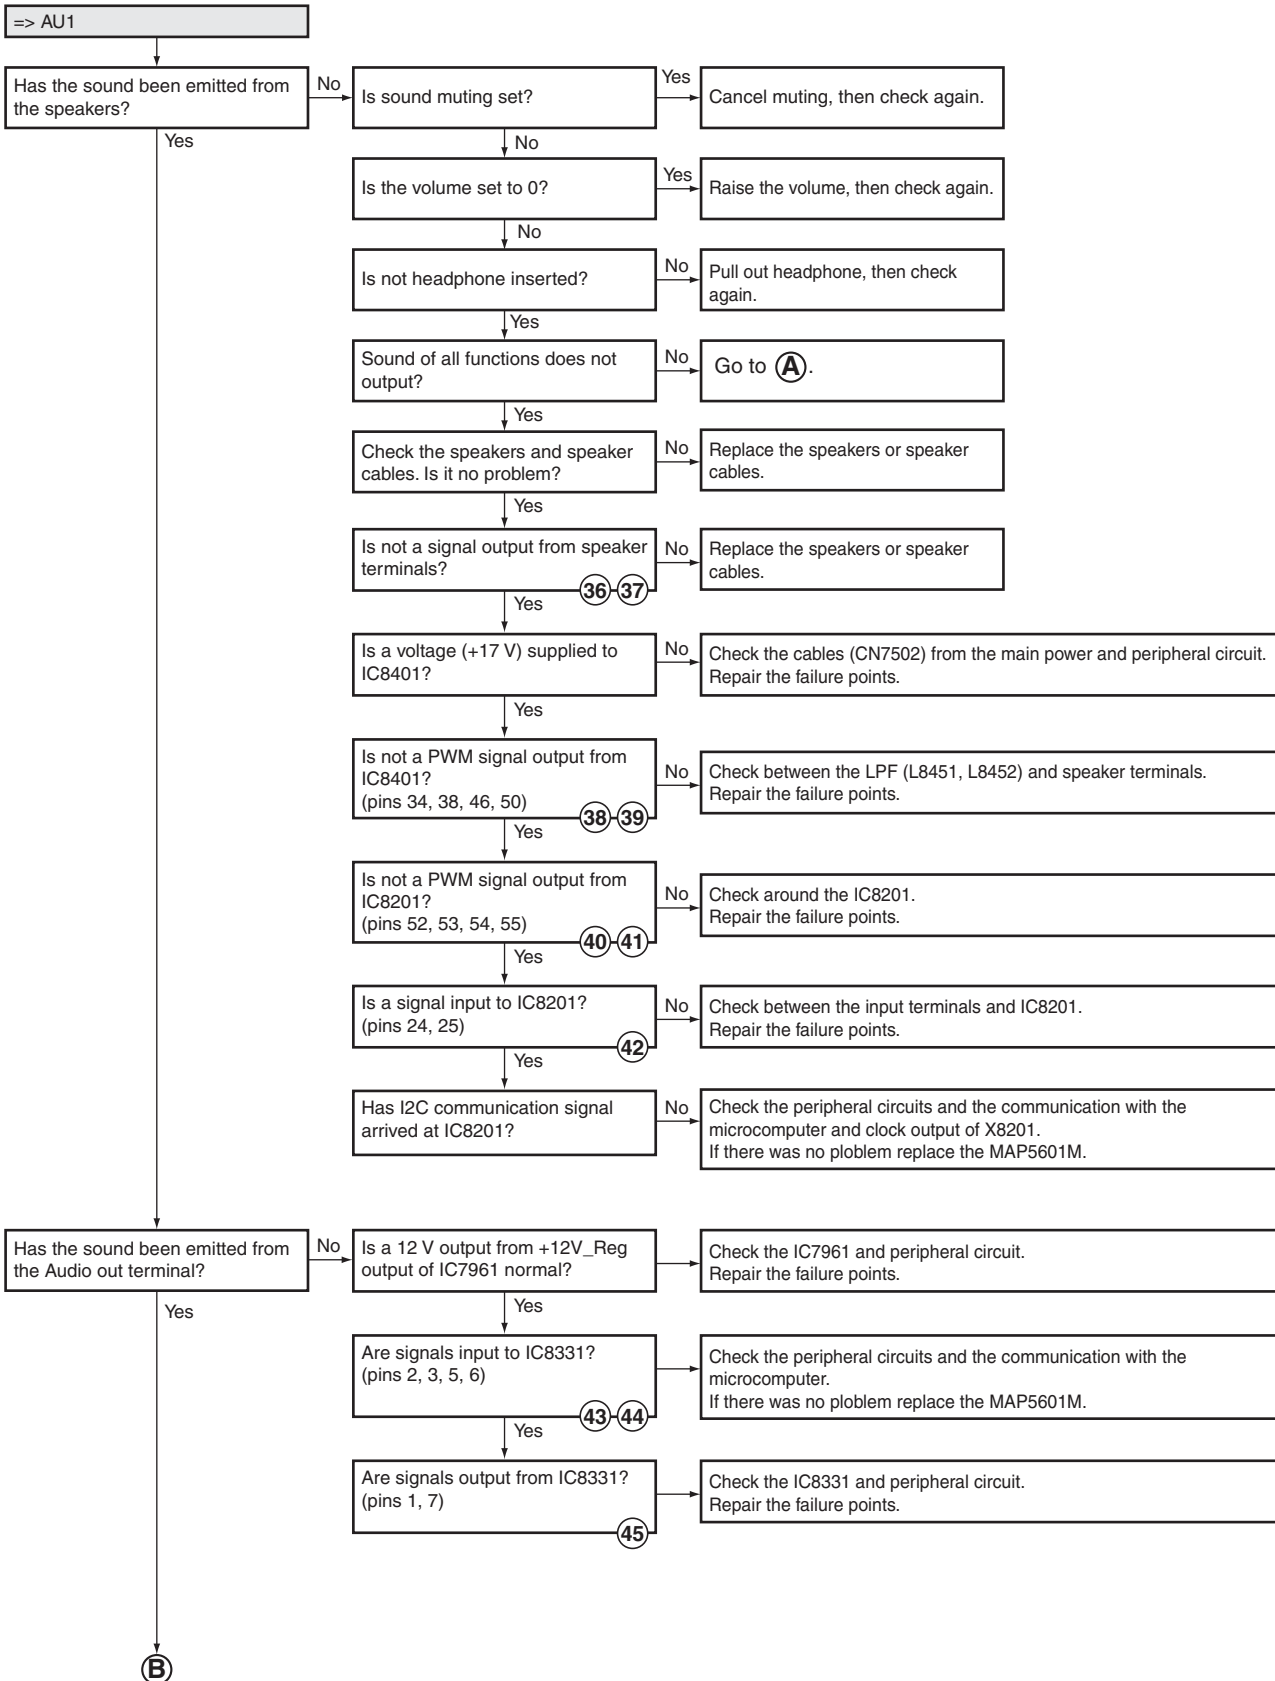 => AU1
Has the sound been emitted from
the speakers?
No
Is sound muting set?
Yes
Cancel muting, then check again.
Yes
No
Is the volume set to 0?
Yes
Raise the volume, then check again.
No
Is not headphone inserted?
No
Pull out headphone, then check
again.
Yes
Sound of all functions does not
output?
No
Go to A.
Yes
Check the speakers and speaker
cables. Is it no problem?
No
Replace the speakers or speaker
cables.
Yes
Is not a signal output from speaker
terminals?
36 37
No
Replace the speakers or speaker
cables.
Yes
Is a voltage (+17 V) supplied to
IC8401?
No
Check the cables (CN7502) from the main power and peripheral circuit.
Repair the failure points.
Yes
Is not a PWM signal output from
IC8401?
(pins 34, 38, 46, 50)
38 39
No
Check between the LPF (L8451, L8452) and speaker terminals.
Repair the failure points.
Yes
Is not a PWM signal output from
IC8201?
(pins 52, 53, 54, 55)
40 41
No
Check around the IC8201.
Repair the failure points.
Yes
Is a signal input to IC8201?
(pins 24, 25)
42
No
Check between the input terminals and IC8201.
Repair the failure points.
Yes
Has I2C communication signal
arrived at IC8201?
No
Check the peripheral circuits and the communication with the
microcomputer and clock output of X8201.
If there was no ploblem replace the MAP5601M.
Has the sound been emitted from
the Audio out terminal?
No
Is a 12 V output from +12V_Reg
output of IC7961 normal?
Check the IC7961 and peripheral circuit.
Repair the failure points.
Yes
Yes
Are signals input to IC8331?
(pins 2, 3, 5, 6)
43 44
Check the peripheral circuits and the communication with the
microcomputer.
If there was no ploblem replace the MAP5601M.
Yes
Are signals output from IC8331?
(pins 1, 7)
45
Check the IC8331 and peripheral circuit.
Repair the failure points.
B